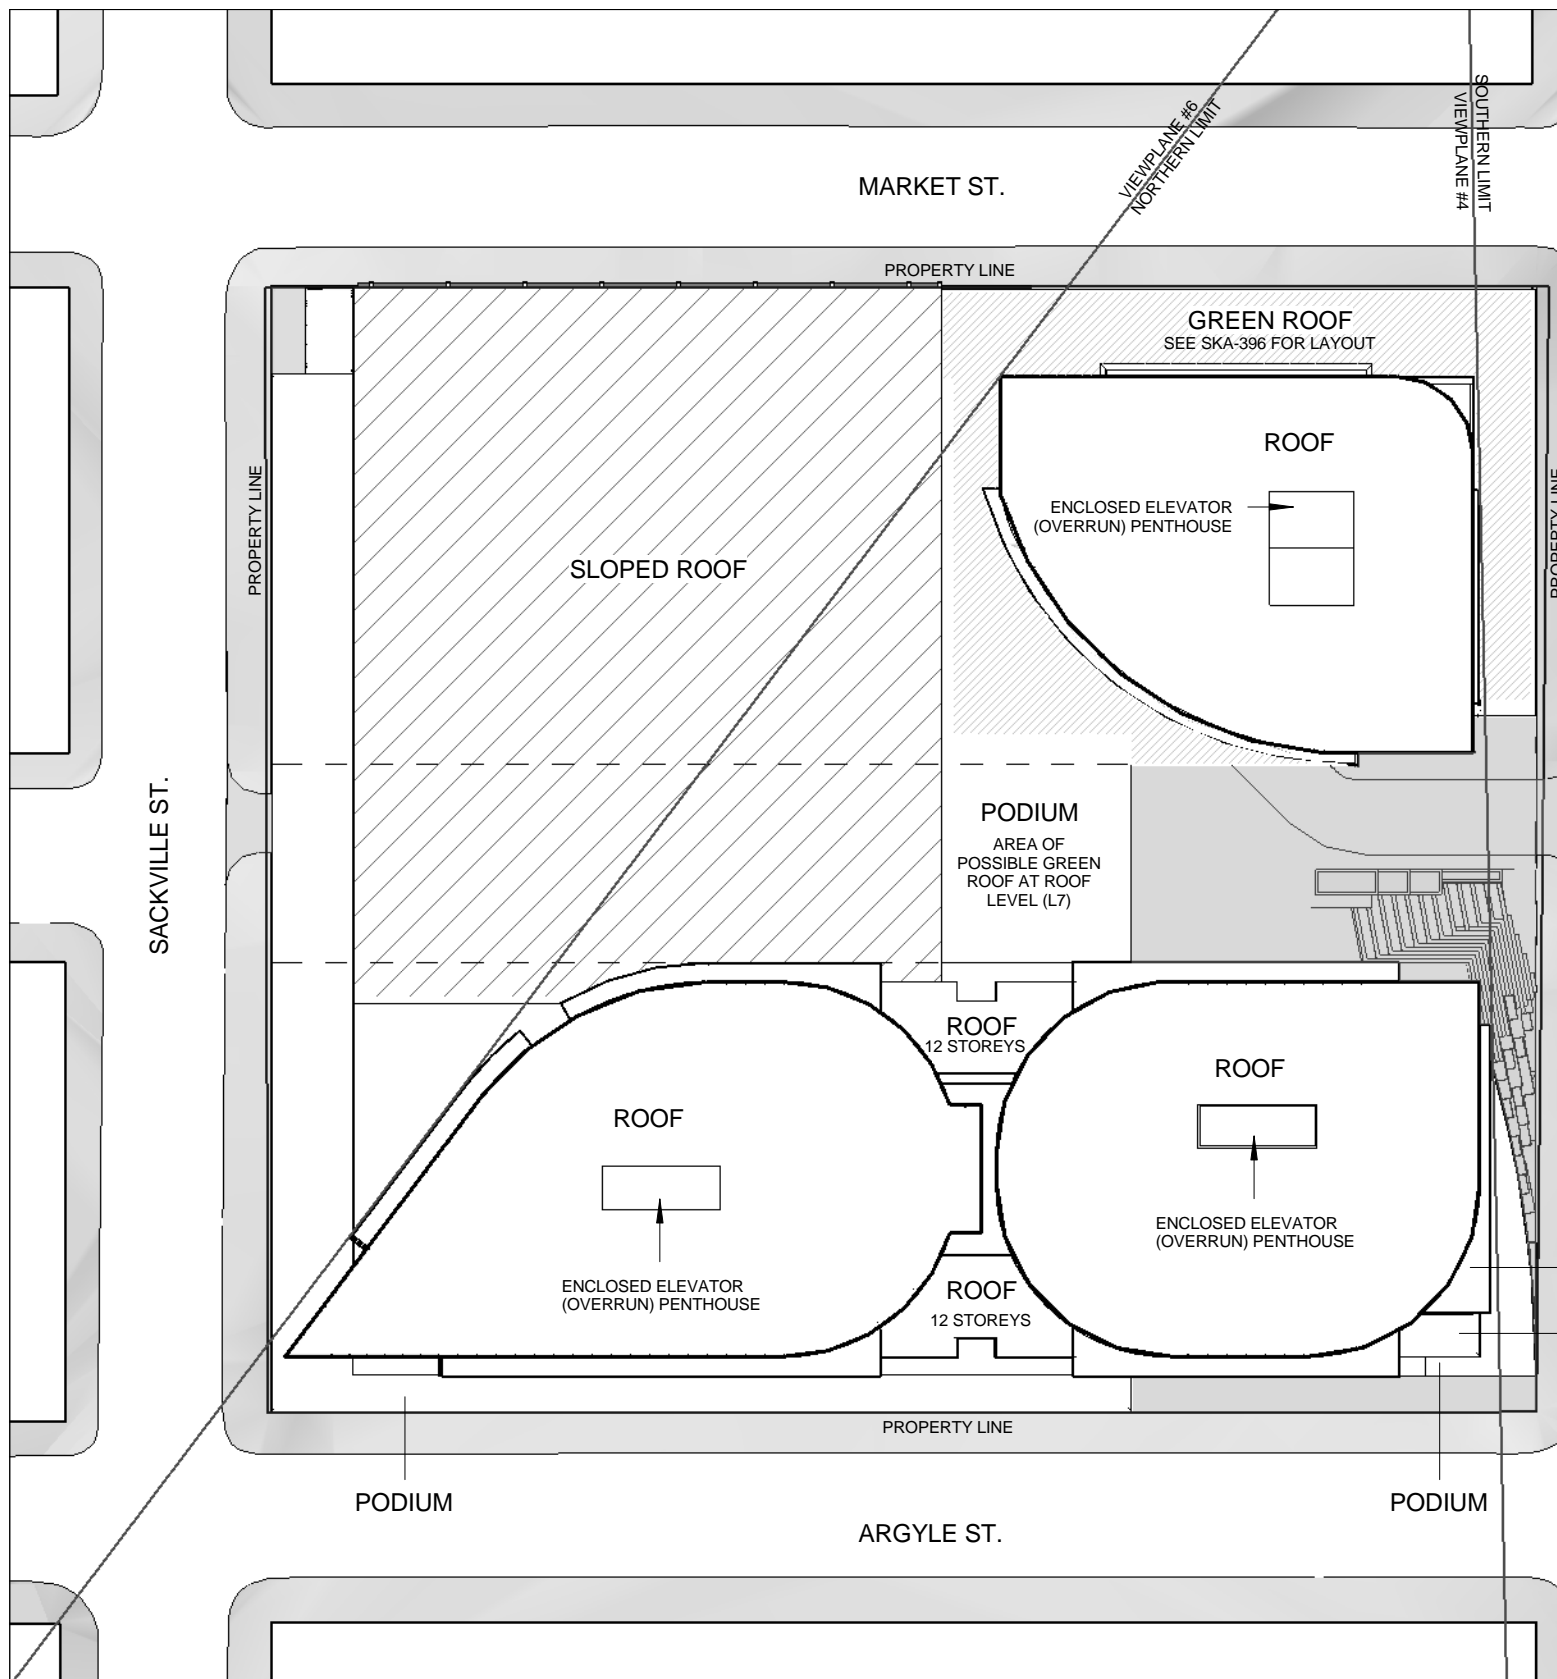 VIEWPLANE #6
NORTHERN LIMIT
SOUTHERN LIMIT
VIEWPLANE #4
MARKET ST.
PROPERTY LINE
GREEN ROOF
SEE SKA-396 FOR LAYOUT
ROOF
PROPERTY LINE
PROPERTY LINE
ENCLOSED ELEVATOR
(OVERRUN) PENTHOUSE
SLOPED ROOF
SACKVILLE ST.
PODIUM
AREA OF
POSSIBLE GREEN
ROOF AT ROOF
LEVEL (L7)
ROOF
12 STOREYS
ROOF
ROOF
ENCLOSED ELEVATOR
(OVERRUN) PENTHOUSE
ENCLOSED ELEVATOR
(OVERRUN) PENTHOUSE
ROOF
12 STOREYS
PROPERTY LINE
PODIUM
PODIUM
ARGYLE ST.